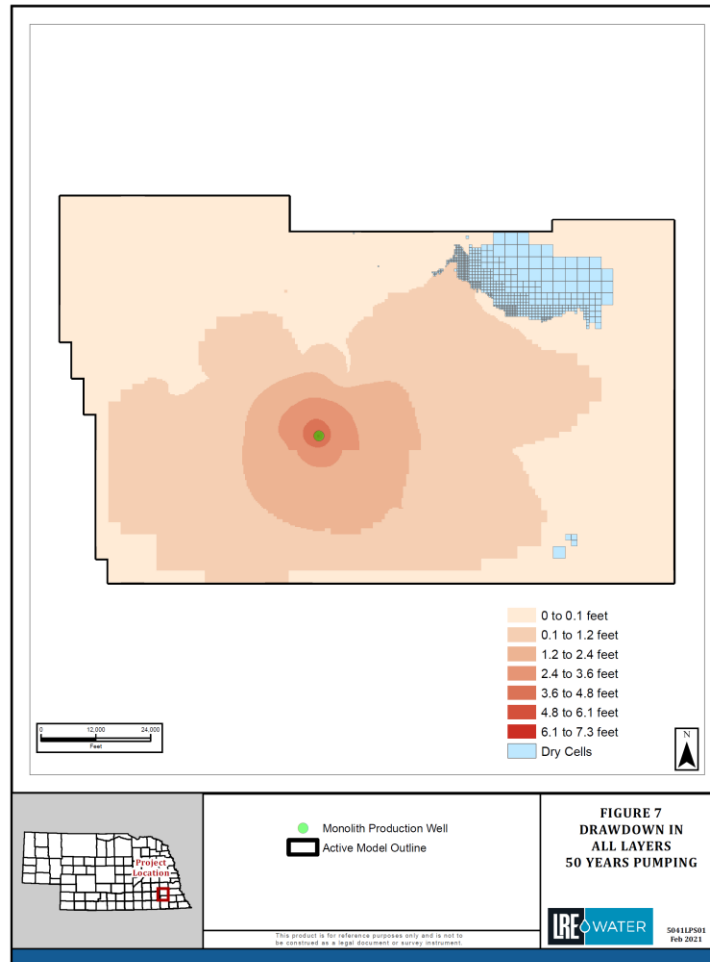 0 to 0.1 feet
0.1 to 1.2 feet
1.2 to 2.4 feet
2.4 to 3.6 feet
3.6 to 4.8 feet
4.8 to 6.1 feet
6.1 to 7.3 feet
Dry Cells
0 12,000 24,000
Feet
N
Project
Location
Monolith Production Well
Active Model Outline
This product is for reference purposes only and is not to
be construed as a legal document or survey instrument.
FIGURE 7
DRAWDOWN IN
ALL LAYERS
50 YEARS PUMPING
LRE WATER
5041LPS01
Feb 2021